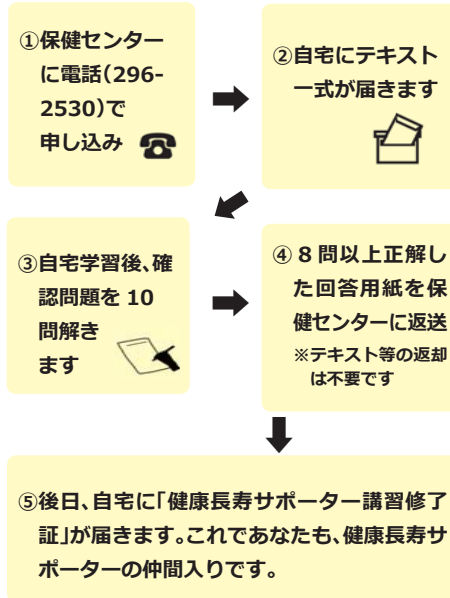 ①保健センター
に電話(296-
2530)で
申し込み
②自宅にテキスト
一式が届きます
③自宅学習後、確
認問題を 10
問解き
ます
④ 8 問以上正解し
た回答用紙を保
健センターに返送
※テキスト等の返却
は不要です
⑤後日、自宅に「健康長寿サポーター講習修了
証」が届きます。これであなたも、健康長寿サ
ポーターの仲間入りです。